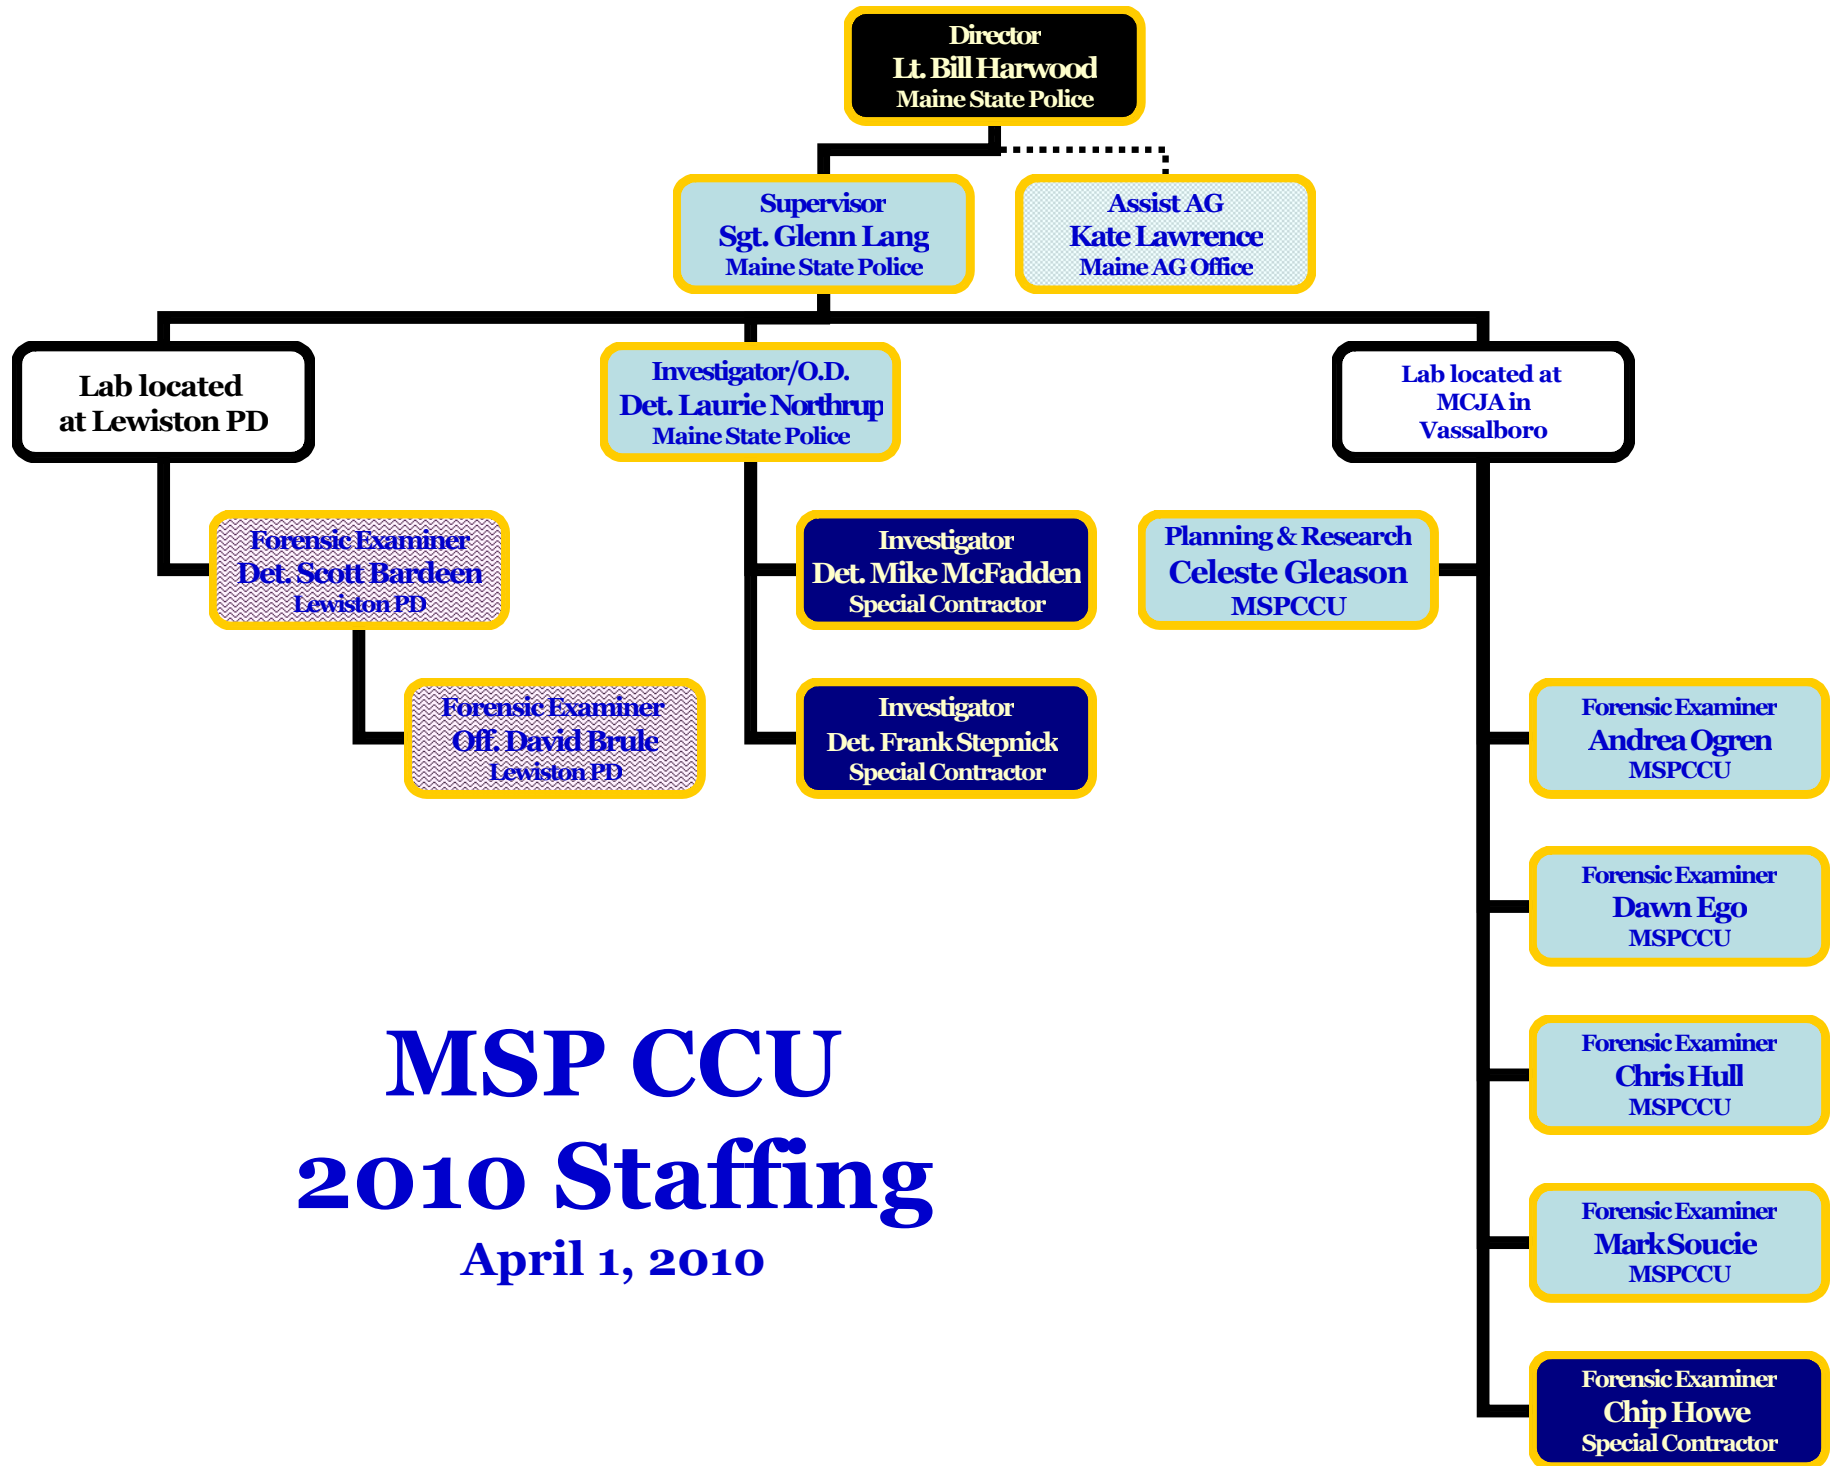 Director
Lt. Bill Harwood
Maine State Police
Supervisor
Sgt. Glenn Lang
Maine State Police
Assist AG
Kate Lawrence
Maine AG Office
Lab located
at Lewiston PD
Investigator/O.D.
Det. Laurie Northrup
Maine State Police
Lab located at
MCJA in
Vassalboro
Forensic Examiner
Det. Scott Bardeen
Lewiston PD
Investigator
Det. Mike McFadden
Special Contractor
Planning & Research
Celeste Gleason
MSPCCU
Forensic Examiner
Off. David Brule
Lewiston PD
Investigator
Det. Frank Stepnick
Special Contractor
Forensic Examiner
Andrea Ogren
MSPCCU
Forensic Examiner
Dawn Ego
MSPCCU
Forensic Examiner
Chris Hull
MSPCCU
Forensic Examiner
Mark Soucie
MSPCCU
Forensic Examiner
Chip Howe
Special Contractor
MSP CCU
2010 Staffing
April 1, 2010